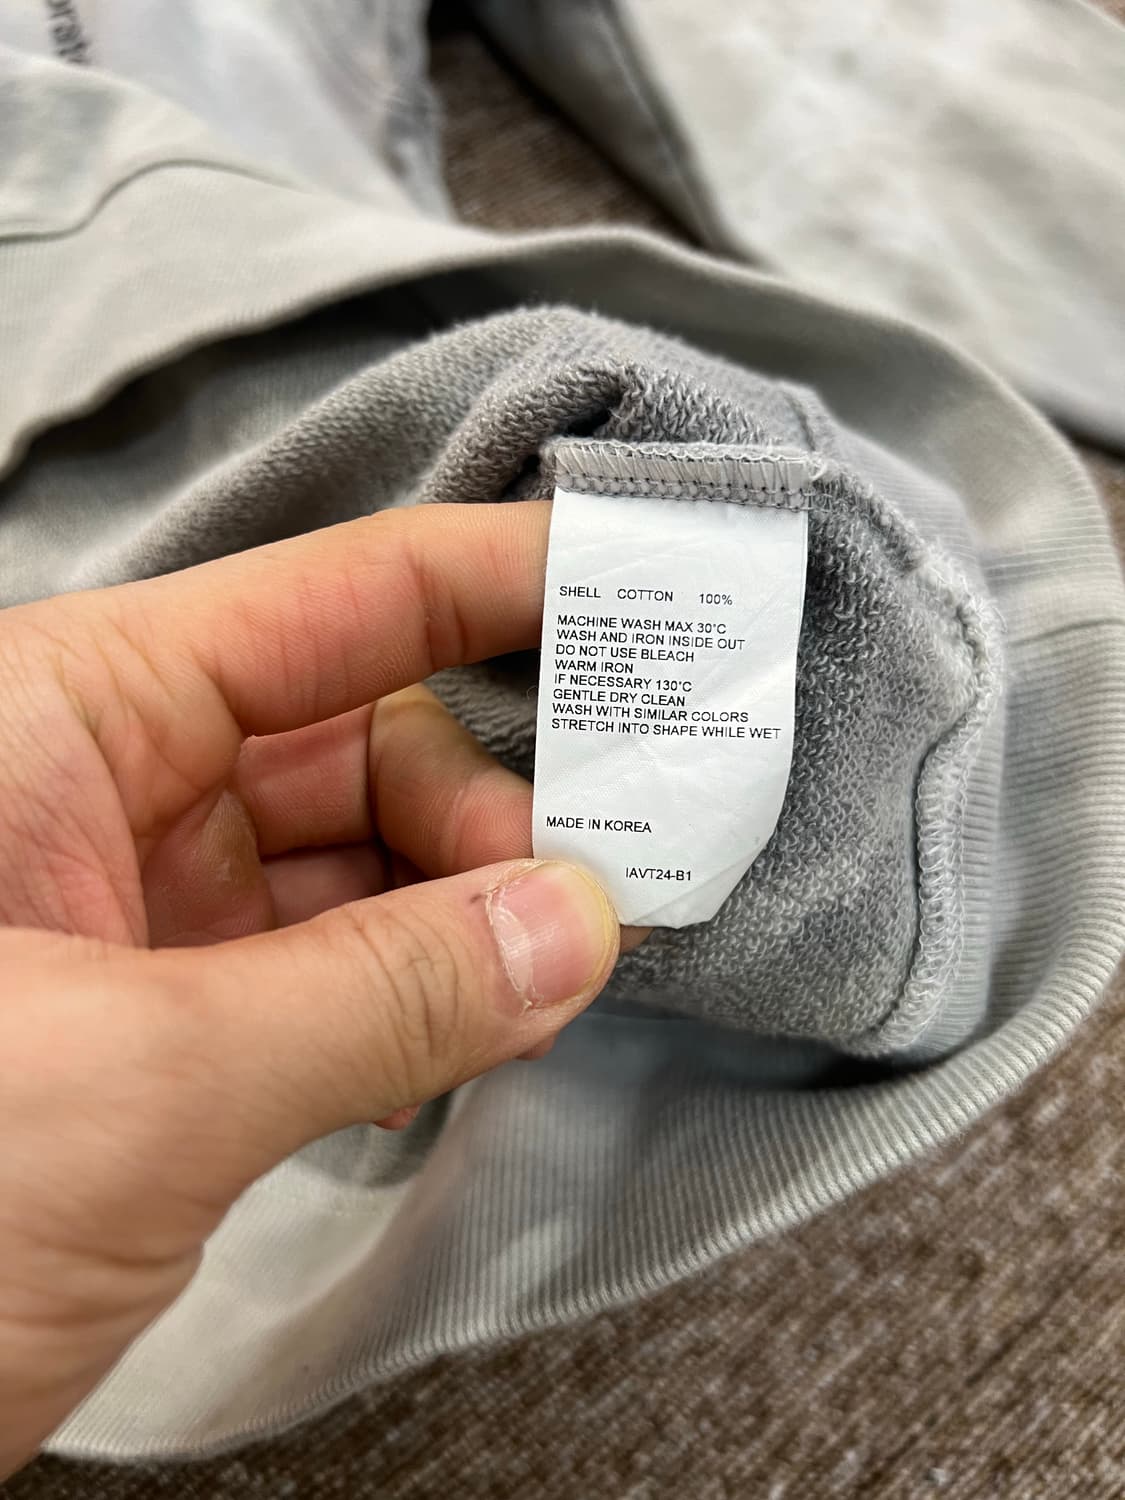 SHELL COTTON 100%
MACHINE WASH MAX 30°C
WASH AND IRON INSIDE OUT
DO NOT USE BLEACH
WARM IRON
IF NECESSARY 130°C
GENTLE DRY CLEAN
WASH WITH SIMILAR COLORS
STRETCH INTO SHAPE WHILE WET
MADE IN KOREA
IAVT24-B1